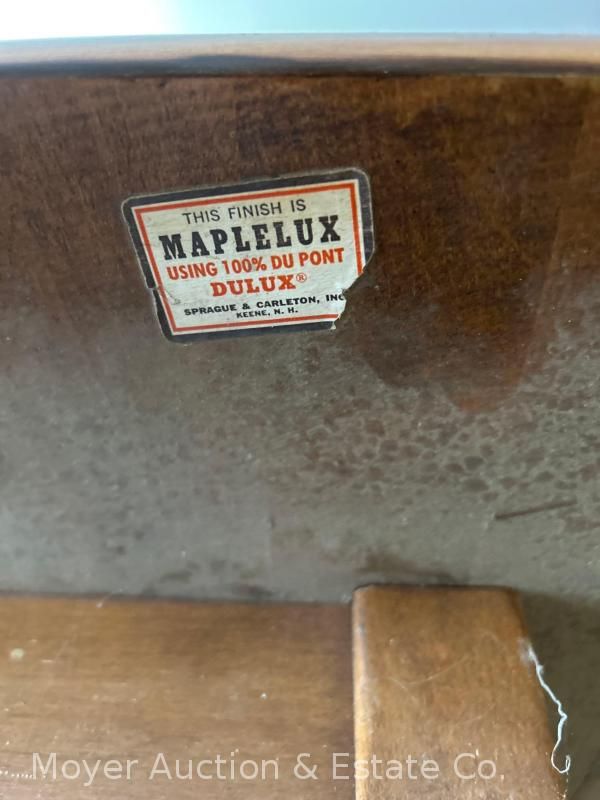 THIS FINISH IS
MAPLELUX
USING 100% DU PONT
DULUX®
SPRAGUE & CARLETON, INC
KEENE, N. H.
Moyer Auction & Estate Co.